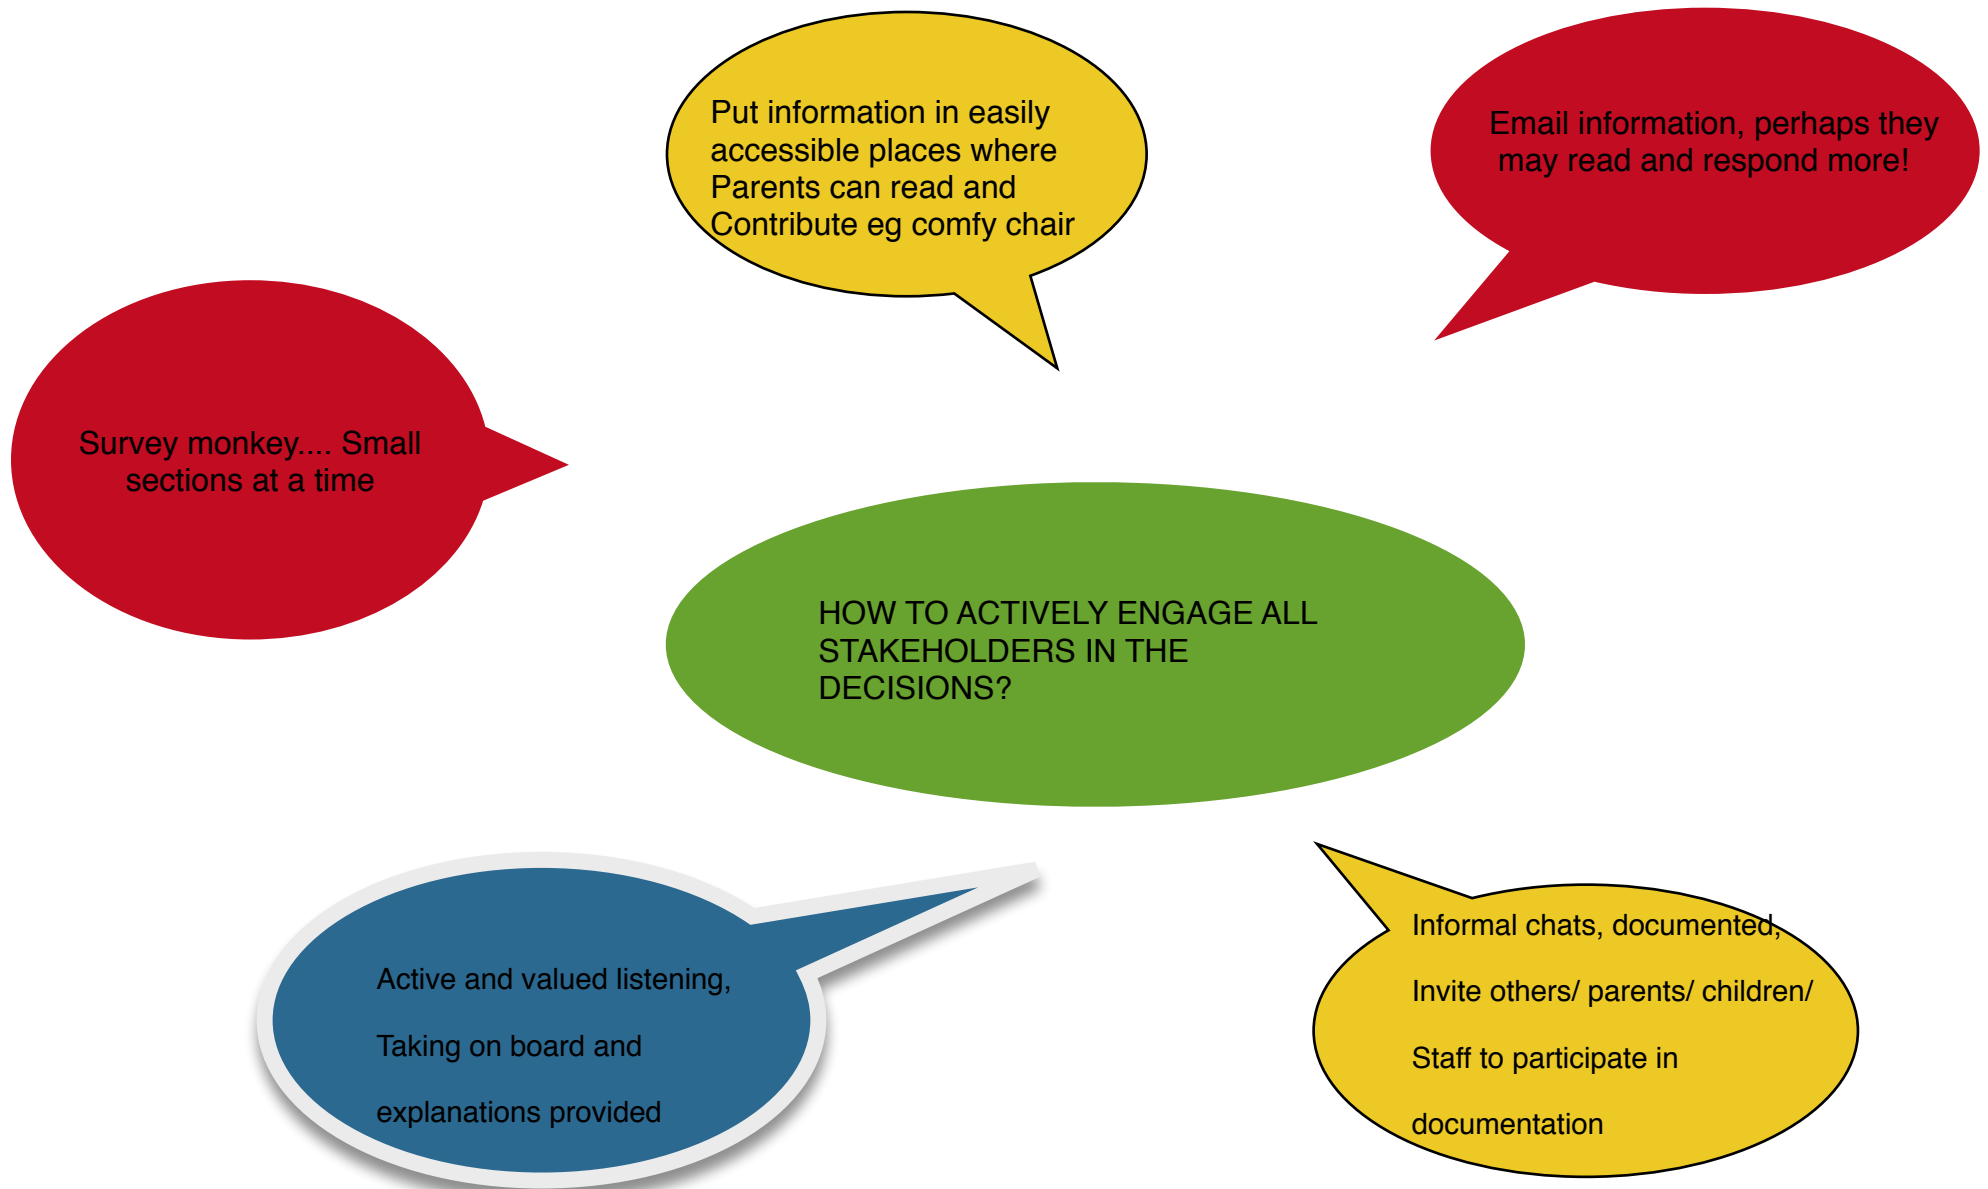 Put information in easily
accessible places where
Parents can read and
Contribute eg comfy chair
Email information, perhaps they
may read and respond more!
Survey monkey.... Small
sections at a time
HOW TO ACTIVELY ENGAGE ALL
STAKEHOLDERS IN THE
DECISIONS?
Active and valued listening,
Taking on board and
explanations provided
Informal chats, documented,
Invite others/ parents/ children/
Staff to participate in
documentation